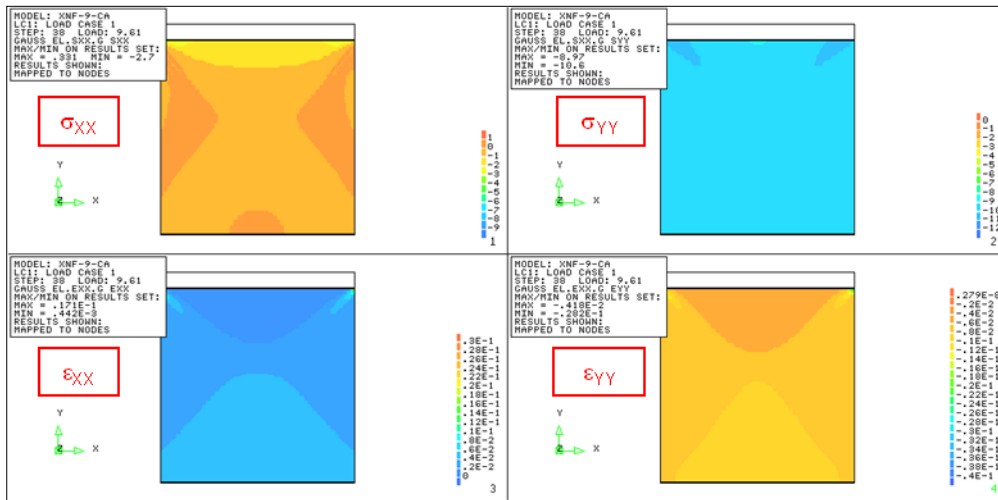 MODEL: XNF-9-CA
LC1: LOAD CASE 1
STEP: 38 LOAD: 9.61
GAUSS EL.SXX.G SXX
MAX/MIN ON RESULTS SET:
MAX = .331 MIN = -2.7
RESULTS SHOWN:
MAPPED TO NODES
σXX
Y
Z X
1
0
-1
-2
-3
-4
-5
-6
-7
-8
-9
1
MODEL: XNF-9-CA
LC1: LOAD CASE 1
STEP: 38 LOAD: 9.61
GAUSS EL.SXX.G SYY
MAX/MIN ON RESULTS SET:
MAX = -8.97
MIN = -10.6
RESULTS SHOWN:
MAPPED TO NODES
σYY
Y
Z X
0
-1
-2
-3
-4
-5
-6
-7
-8
-9
-10
-11
-12
2
MODEL: XNF-9-CA
LC1: LOAD CASE 1
STEP: 38 LOAD: 9.61
GAUSS EL.EXX.G EXX
MAX/MIN ON RESULTS SET:
MAX = .171E-1
MIN = .442E-3
RESULTS SHOWN:
MAPPED TO NODES
εXX
Y
Z X
.3E-1
.28E-1
.26E-1
.24E-1
.22E-1
.2E-1
.18E-1
.16E-1
.14E-1
.12E-1
.1E-1
.8E-2
.6E-2
.4E-2
.2E-2
0
3
MODEL: XNF-9-CA
LC1: LOAD CASE 1
STEP: 38 LOAD: 9.61
GAUSS EL.EXX.G EYY
MAX/MIN ON RESULTS SET:
MAX = -.418E-2
MIN = -.282E-1
RESULTS SHOWN:
MAPPED TO NODES
εYY
Y
Z X
.279E-8
-.2E-2
-.4E-2
-.6E-2
-.8E-2
-.1E-1
-.12E-1
-.14E-1
-.16E-1
-.18E-1
-.2E-1
-.22E-1
-.24E-1
-.26E-1
-.28E-1
-.3E-1
-.32E-1
-.34E-1
-.36E-1
-.38E-1
-.4E-1
4